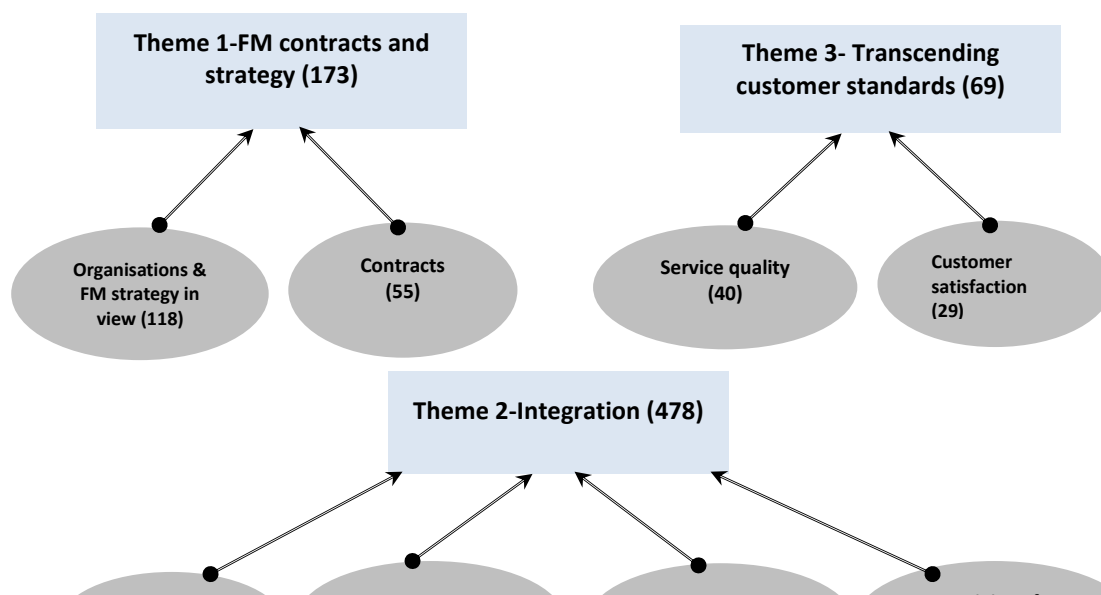 Theme 1-FM contracts and
strategy (173)
Theme 3- Transcending
customer standards (69)
Organisations &
FM strategy in
view (118)
Contracts
(55)
Service quality
(40)
Customer
satisfaction
(29)
Theme 2-Integration (478)